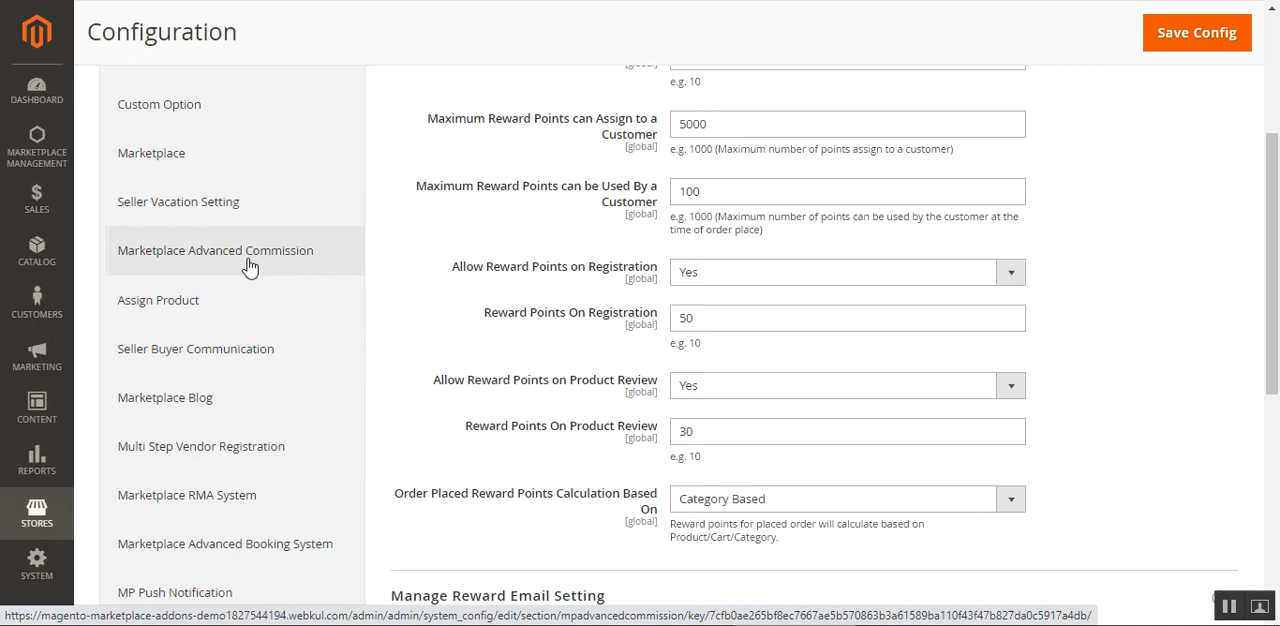 Configuration
Save Config
DASHBOARD
MARKETPLACE
MANAGEMENT
SALES
CATALOG
CUSTOMERS
MARKETING
CONTENT
REPORTS
STORES
SYSTEM
Custom Option
Marketplace
Seller Vacation Setting
Marketplace Advanced Commission
Assign Product
Seller Buyer Communication
Marketplace Blog
Multi Step Vendor Registration
Marketplace RMA System
Marketplace Advanced Booking System
MP Push Notification
[global]
e.g. 10
Maximum Reward Points can Assign to a
Customer
[global]
5000
e.g. 1000 (Maximum number of points assign to a customer)
Maximum Reward Points can be Used By a
Customer
[global]
100
e.g. 1000 (Maximum number of points can be used by the customer at the
time of order place)
Allow Reward Points on Registration
[global]
Yes
Reward Points On Registration
[global]
50
e.g. 10
Allow Reward Points on Product Review
[global]
Yes
Reward Points On Product Review
[global]
30
e.g. 10
Order Placed Reward Points Calculation Based
On
[global]
Category Based
Reward points for placed order will calculate based on
Product/Cart/Category.
Manage Reward Email Setting
https://magento-marketplace-addons-demo1827544194.webkul.com/admin/admin/system_config/edit/section/mpadvancedcommission/key/7cfb0ae265bf8ec7667ae5b570863b3a61589ba110f43f47b827da0c5917a4db/